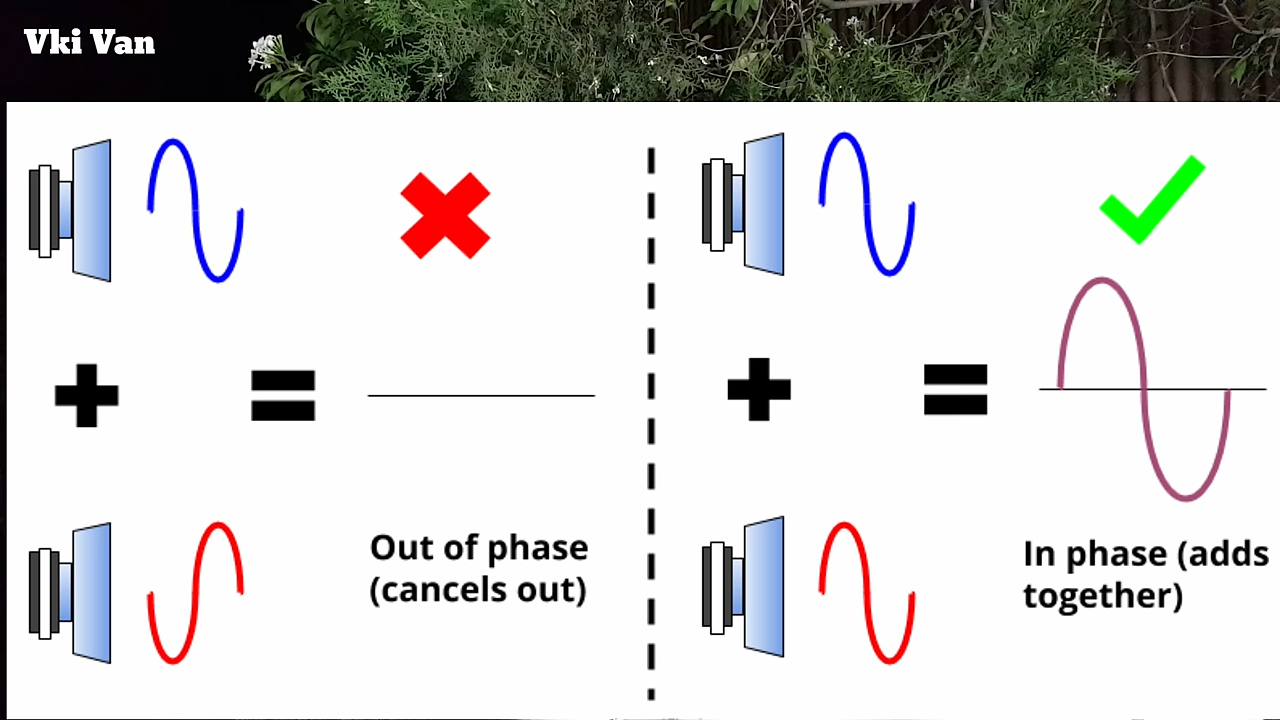 Vki Van
Out of phase
(cancels out)
In phase (adds
together)